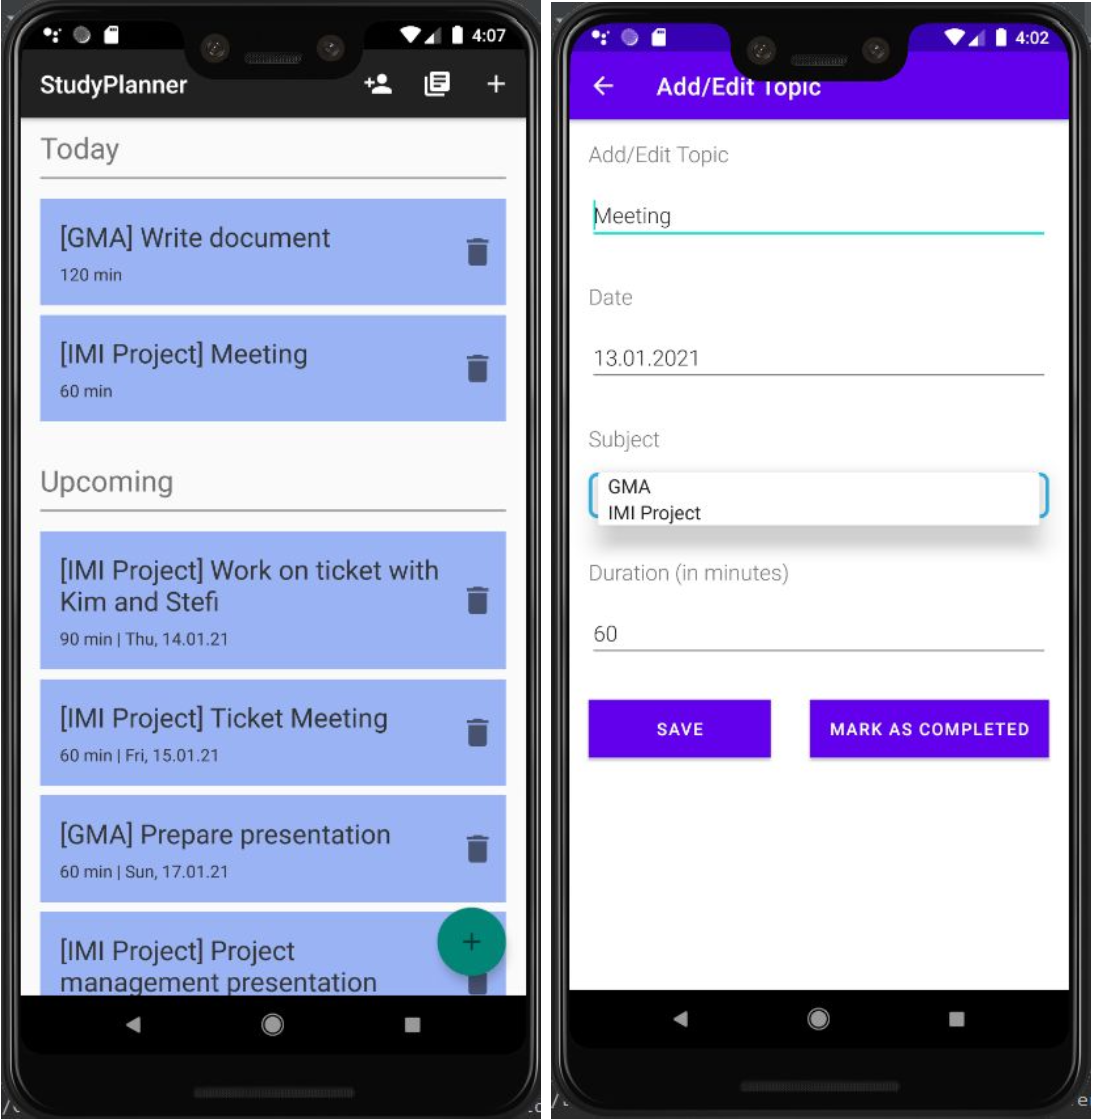 4:07
StudyPlanner
Today
[GMA] Write document
120 min
[IMI Project] Meeting
60 min
Upcoming
[IMI Project] Work on ticket with
Kim and Stefi
90 min | Thu, 14.01.21
[IMI Project] Ticket Meeting
60 min | Fri, 15.01.21
[GMA] Prepare presentation
60 min | Sun, 17.01.21
[IMI Project] Project
management presentation
4:02
Add/Edit Topic
Add/Edit Topic
Meeting
Date
13.01.2021
Subject
GMA
IMI Project
Duration (in minutes)
60
SAVE
MARK AS COMPLETED